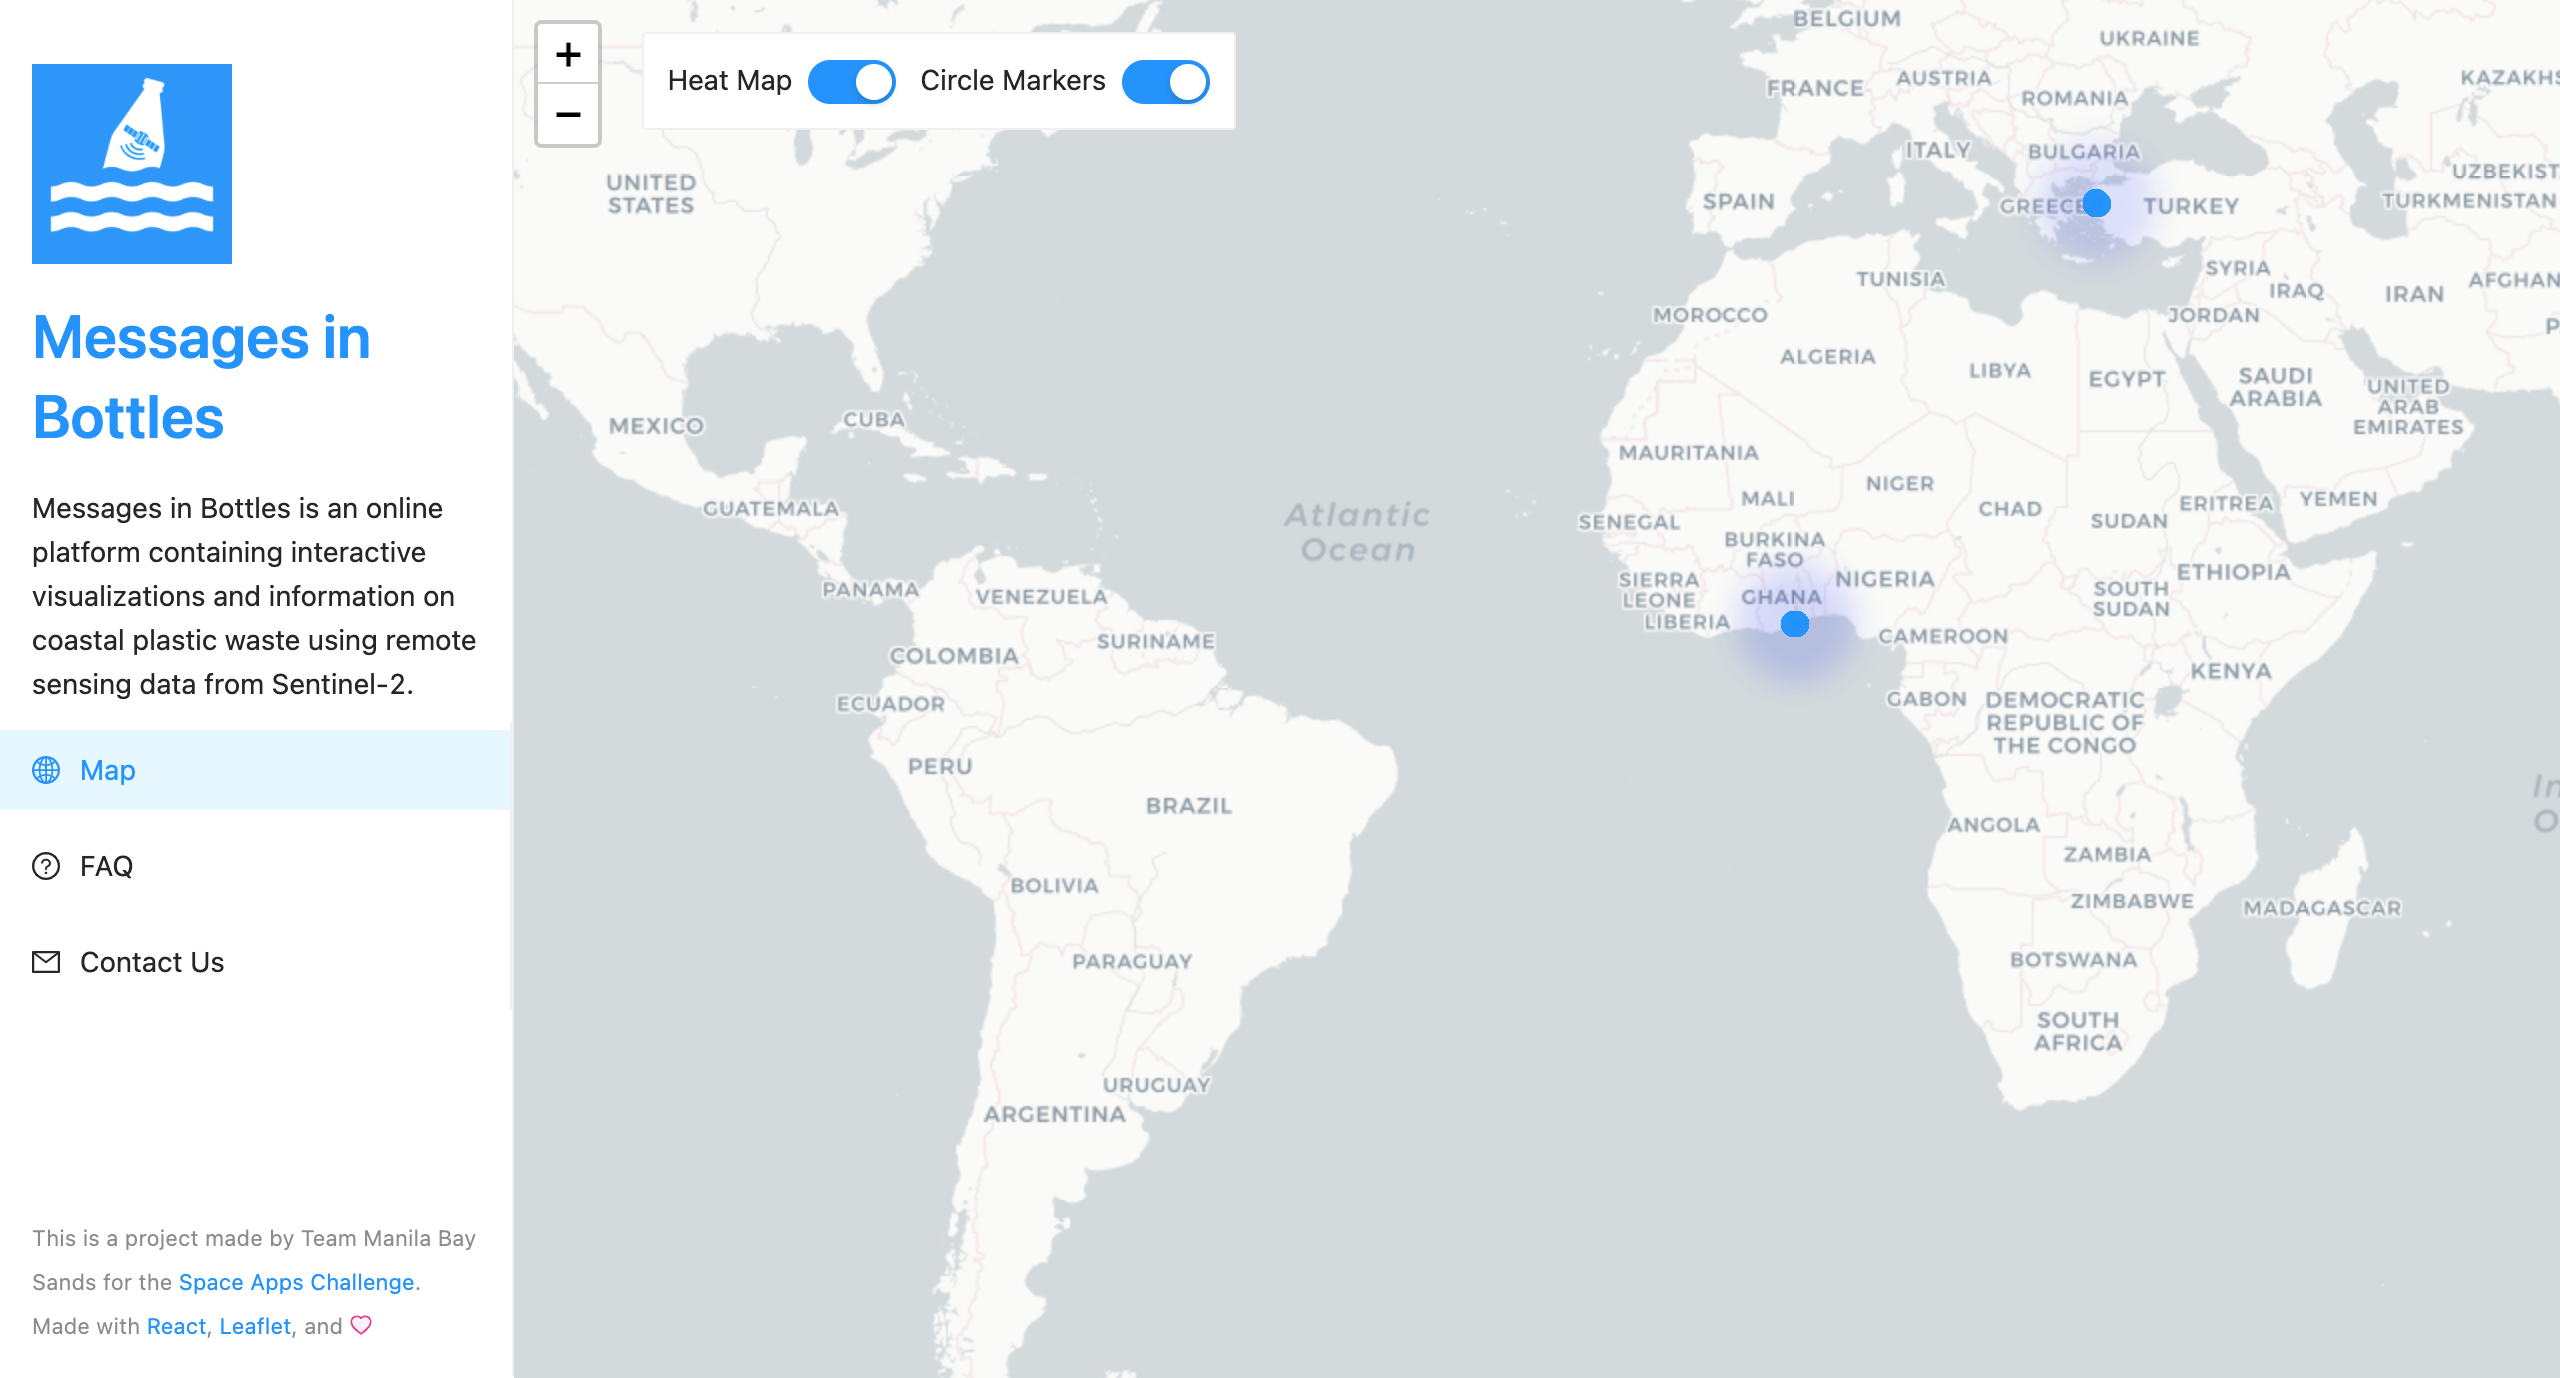 Messages in
Bottles
Messages in Bottles is an online
platform containing interactive
visualizations and information on
coastal plastic waste using remote
sensing data from Sentinel-2.
Map
FAQ
Contact Us
This is a project made by Team Manila Bay
Sands for the Space Apps Challenge.
Made with React, Leaflet, and
+
−
Heat Map
Circle Markers
BELGIUM
UKRAINE
FRANCE
AUSTRIA
KAZAKHS
ROMANIA
ITALY
BULGARIA
UZBEKIST
UNITED
STATES
SPAIN
GREECE
TURKEY
TURKMENISTAN
TUNISIA
SYRIA
IRAQ
IRAN
AFGHAN
MOROCCO
JORDAN
P
ALGERIA
LIBYA
EGYPT
SAUDI
ARABIA
UNITED
ARAB
EMIRATES
MEXICO
CUBA
MAURITANIA
NIGER
MALI
CHAD
SUDAN
ERITREA
YEMEN
GUATEMALA
Atlantic
Ocean
SENEGAL
BURKINA
FASO
PANAMA
VENEZUELA
SIERRA
LEONE
GHANA
NIGERIA
SOUTH
SUDAN
ETHIOPIA
LIBERIA
SURINAME
CAMEROON
COLOMBIA
KENYA
ECUADOR
GABON
DEMOCRATIC
REPUBLIC OF
THE CONGO
PERU
BRAZIL
In
O
ANGOLA
ZAMBIA
BOLIVIA
ZIMBABWE
MADAGASCAR
PARAGUAY
BOTSWANA
SOUTH
AFRICA
URUGUAY
ARGENTINA